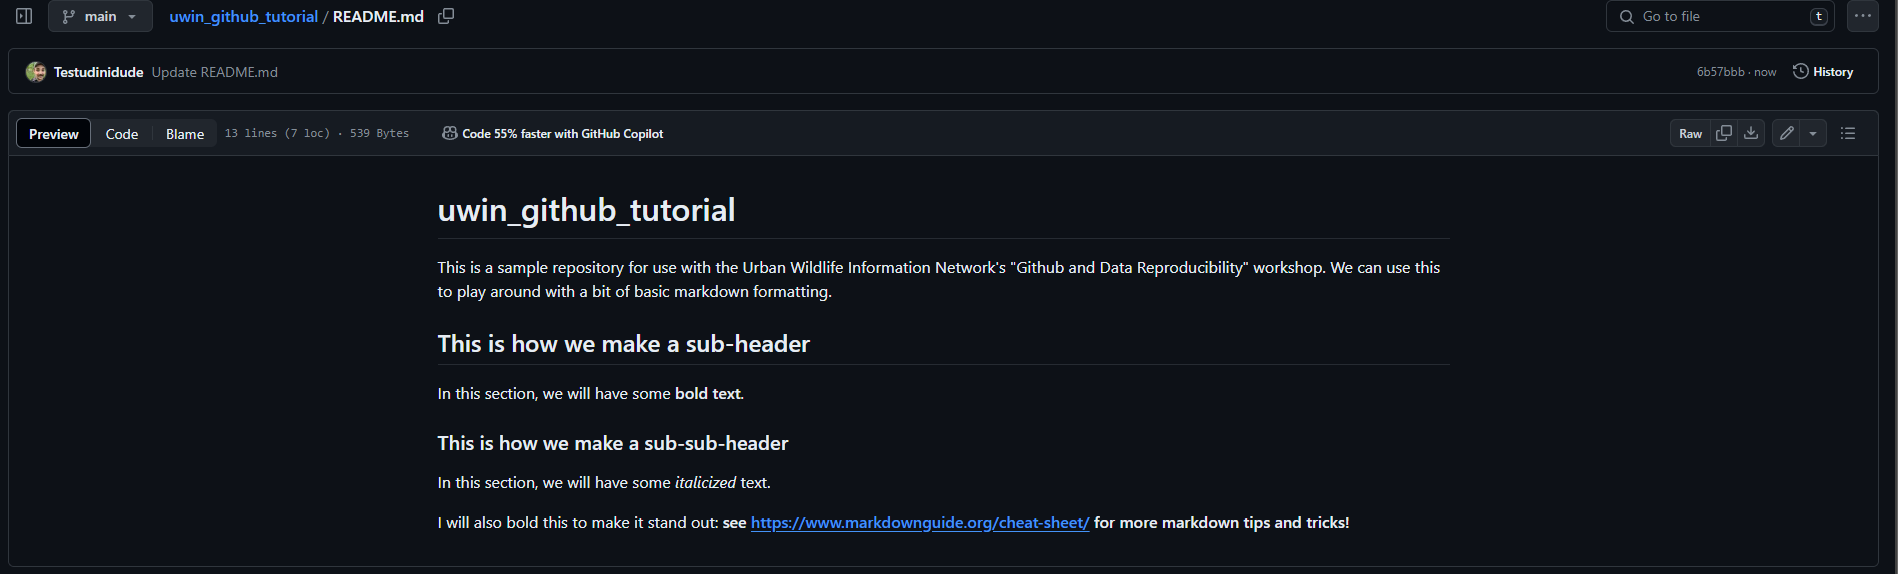 main
uwin_github_tutorial / README.md
Go to file
t
Testudinidude Update README.md
6b57bbb · now
History
Preview
Code
Blame
13 lines (7 loc) · 539 Bytes
Code 55% faster with GitHub Copilot
Raw
uwin_github_tutorial
This is a sample repository for use with the Urban Wildlife Information Network's "Github and Data Reproducibility" workshop. We can use this
to play around with a bit of basic markdown formatting.
This is how we make a sub-header
In this section, we will have some bold text.
This is how we make a sub-sub-header
In this section, we will have some italicized text.
I will also bold this to make it stand out: see https://www.markdownguide.org/cheat-sheet/ for more markdown tips and tricks!